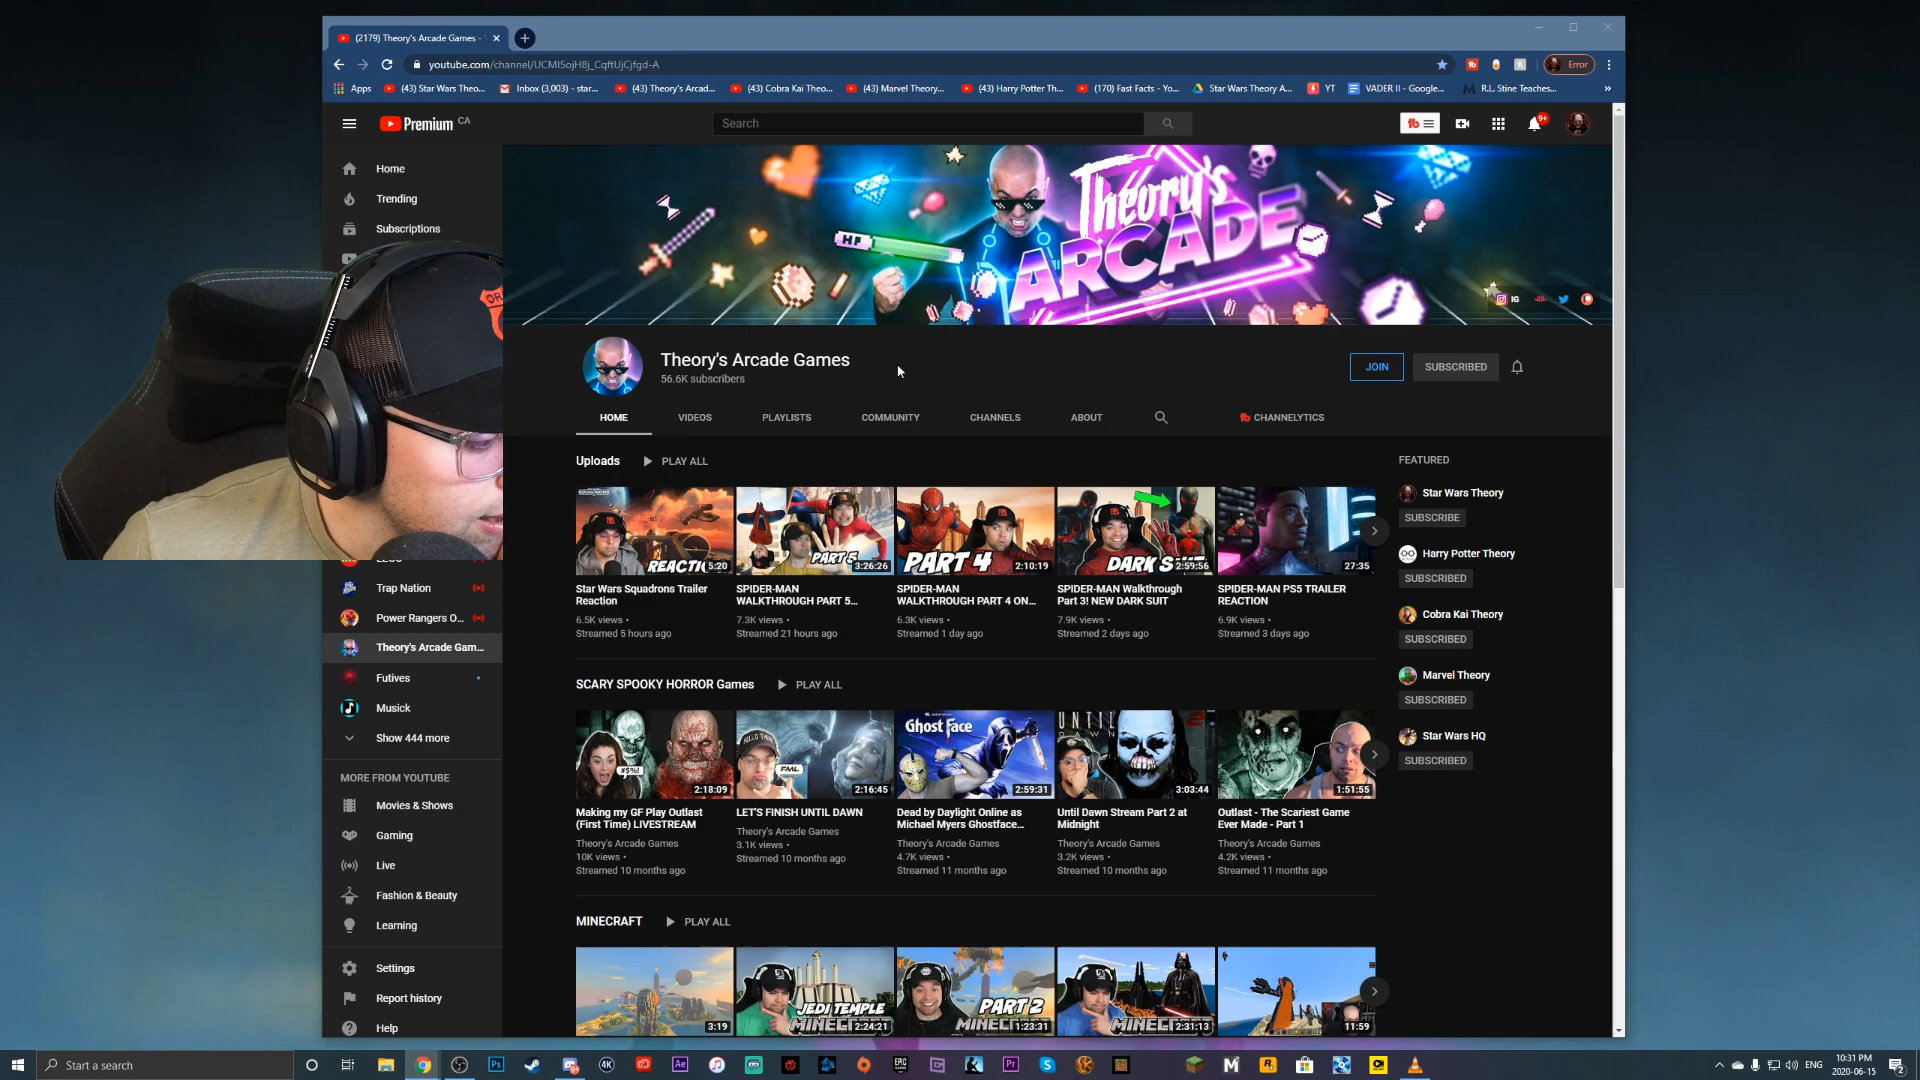 (2179) Theory's Arcade Games -
youtube.com/channel/UCMI5ojH8j_CqftUjCjfgd-A
Error
Apps
(43) Star Wars Theo...
Inbox (3,003) - star...
(43) Theory's Arcad...
(43) Cobra Kai Theo...
(43) Marvel Theory...
(43) Harry Potter Th...
(170) Fast Facts - Yo...
Star Wars Theory A...
YT
VADER II - Google...
R.L. Stine Teaches...
Premium CA
Search
9+
Home
Trending
Subscriptions
Theory's
ARCADE
HP
IG
Theory's Arcade Games
56.6K subscribers
JOIN
SUBSCRIBED
HOME
VIDEOS
PLAYLISTS
COMMUNITY
CHANNELS
ABOUT
CHANNELYTICS
Trap Nation
Power Rangers O...
Theory's Arcade Gam...
Futives
Musick
Show 444 more
MORE FROM YOUTUBE
Movies & Shows
Gaming
Live
Fashion & Beauty
Learning
Settings
Report history
Help
Uploads
PLAY ALL
SQUADRONS
REACTI
5:20
PART 5
3:26:26
PART 4
2:10:19
DARK S
2:59:56
27:35
Star Wars Squadrons Trailer
Reaction
6.5K views •
Streamed 5 hours ago
SPIDER-MAN
WALKTHROUGH PART 5...
7.3K views •
Streamed 21 hours ago
SPIDER-MAN
WALKTHROUGH PART 4 ON...
6.3K views •
Streamed 1 day ago
SPIDER-MAN Walkthrough
Part 3! NEW DARK SUIT
7.9K views •
Streamed 2 days ago
SPIDER-MAN PS5 TRAILER
REACTION
6.9K views •
Streamed 3 days ago
FEATURED
Star Wars Theory
SUBSCRIBE
Harry Potter Theory
SUBSCRIBED
Cobra Kai Theory
SUBSCRIBED
Marvel Theory
SUBSCRIBED
Star Wars HQ
SUBSCRIBED
SCARY SPOOKY HORROR Games
PLAY ALL
#$%!
2:18:09
FML
2:16:45
Ghost Face
2:59:31
UNTIL
DAWN
3:03:44
1:51:55
Making my GF Play Outlast
(First Time) LIVESTREAM
Theory's Arcade Games
10K views •
Streamed 10 months ago
LET'S FINISH UNTIL DAWN
Theory's Arcade Games
3.1K views •
Streamed 10 months ago
Dead by Daylight Online as
Michael Myers Ghostface...
Theory's Arcade Games
4.7K views •
Streamed 11 months ago
Until Dawn Stream Part 2 at
Midnight
Theory's Arcade Games
3.2K views •
Streamed 10 months ago
Outlast - The Scariest Game
Ever Made - Part 1
Theory's Arcade Games
4.2K views •
Streamed 11 months ago
MINECRAFT
PLAY ALL
3:19
JEDI TEMPLE
MINECRAFT
2:24:21
PART 2
MINECR
1:23:31
MINECRAF
2:31:13
11:59
Start a search
ENG
10:31 PM
2020-06-15
2